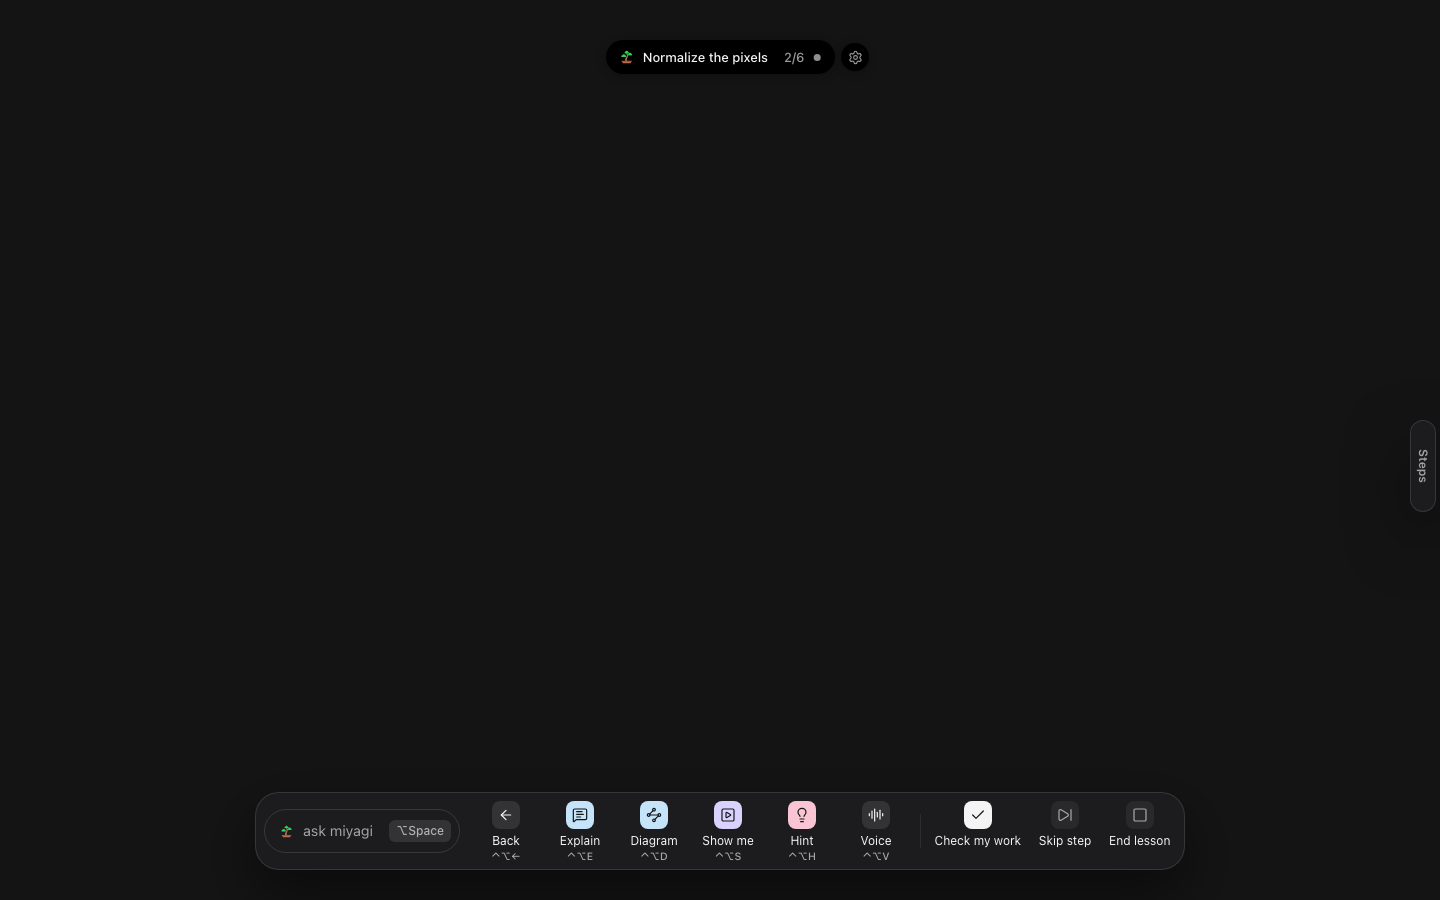 Normalize the pixels 2/6
Steps
ask miyagi ⌥Space
Back Explain Diagram Show me Hint Voice Check my work Skip step End lesson
^⌥← ^⌥E ^⌥D ^⌥S ^⌥H ^⌥V